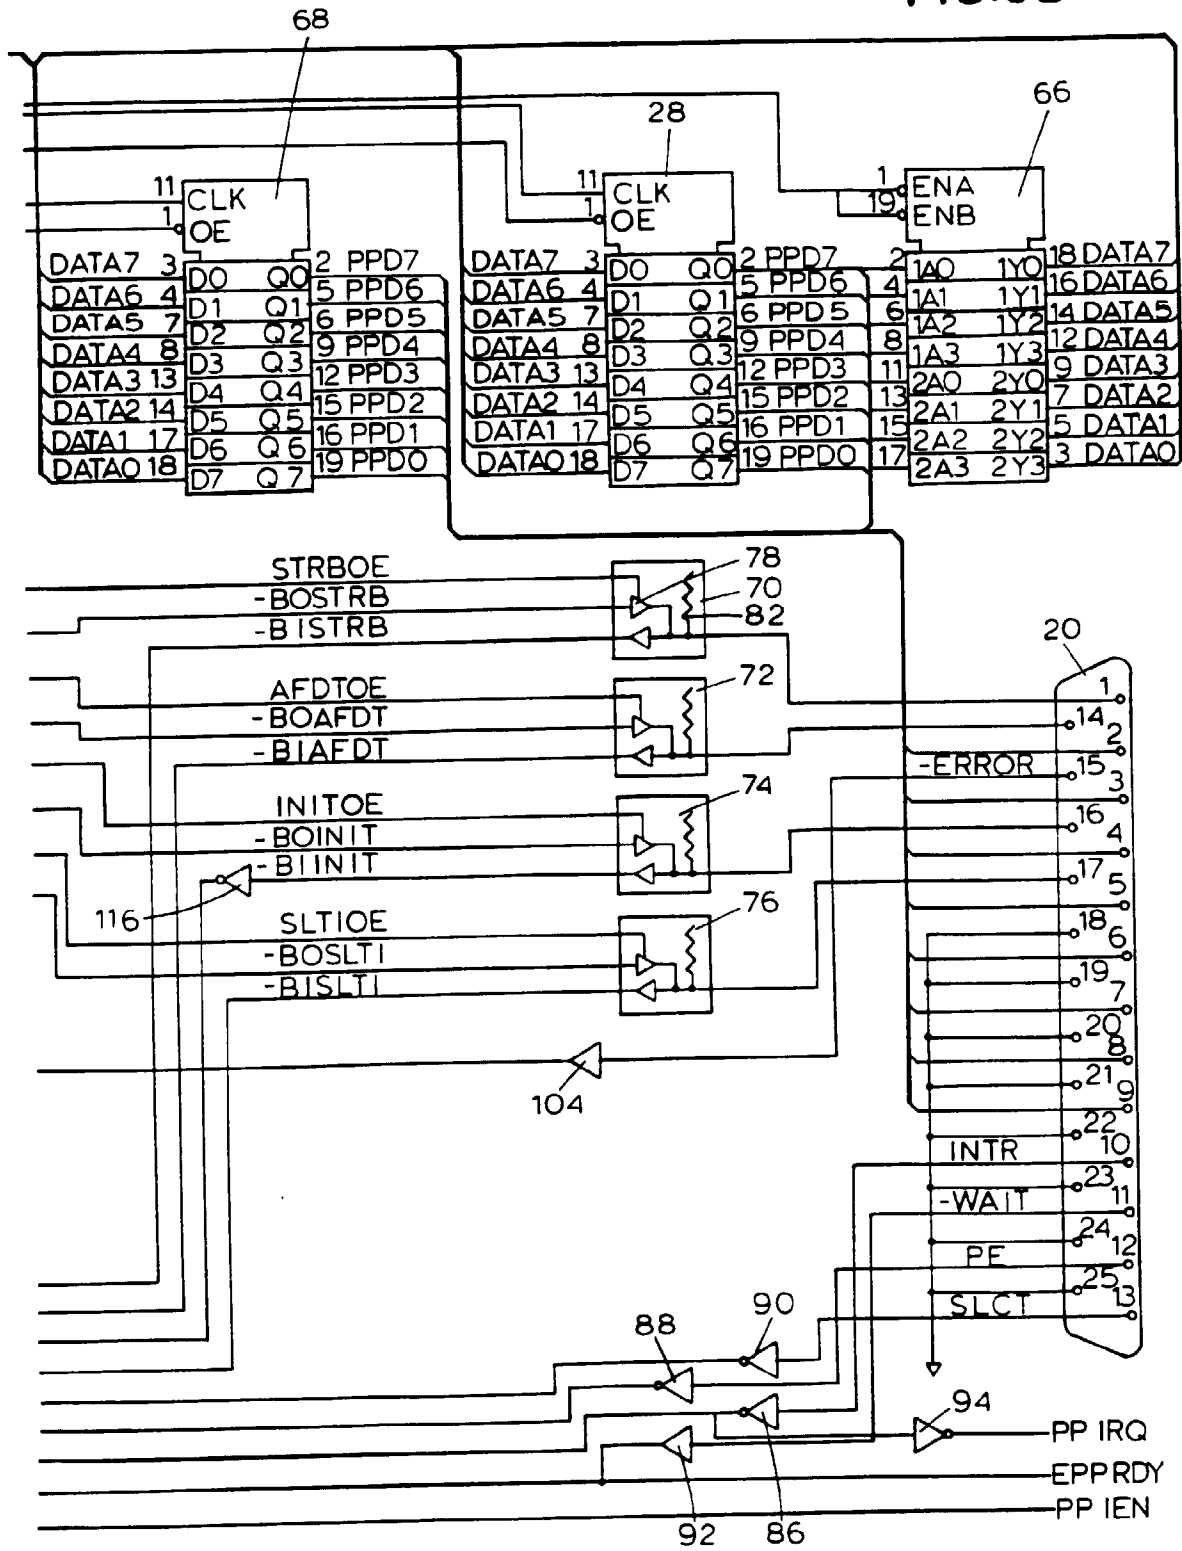 68
28
66
11 CLK
1 OE
11 CLK
1 OE
1 ENA
19 ENB
DATA7 3 D0 Q0 2 PPD7
DATA6 4 D1 Q1 5 PPD6
DATA5 7 D2 Q2 6 PPD5
DATA4 8 D3 Q3 9 PPD4
DATA3 13 D4 Q4 12 PPD3
DATA2 14 D5 Q5 15 PPD2
DATA1 17 D6 Q6 16 PPD1
DATA0 18 D7 Q7 19 PPD0
DATA7 3 D0 Q0 2 PPD7
DATA6 4 D1 Q1 5 PPD6
DATA5 7 D2 Q2 6 PPD5
DATA4 8 D3 Q3 9 PPD4
DATA3 13 D4 Q4 12 PPD3
DATA2 14 D5 Q5 15 PPD2
DATA1 17 D6 Q6 16 PPD1
DATA0 18 D7 Q7 19 PPD0
2 1A0 1Y0 18 DATA7
4 1A1 1Y1 16 DATA6
6 1A2 1Y2 14 DATA5
8 1A3 1Y3 12 DATA4
11 2A0 2Y0 9 DATA3
13 2A1 2Y1 7 DATA2
15 2A2 2Y2 5 DATA1
17 2A3 2Y3 3 DATA0
STRBOE
-BOSTRB
-BISTRB
78
70
82
AFDTOE
-BOAFDT
-BIAFDT
72
INITOE
-BOINIT
-BIINIT
74
116
SLTIOE
-BOSLTI
-BISLTI
76
104
20
1
14
2
-ERROR 15
3
16
4
17
5
18
6
19
7
20
8
21
9
22
INTR 10
23
-WAIT 11
24
PE 12
25
SLCT 13
90
88
94
PP IRQ
EPPRDY
PP IEN
92
86